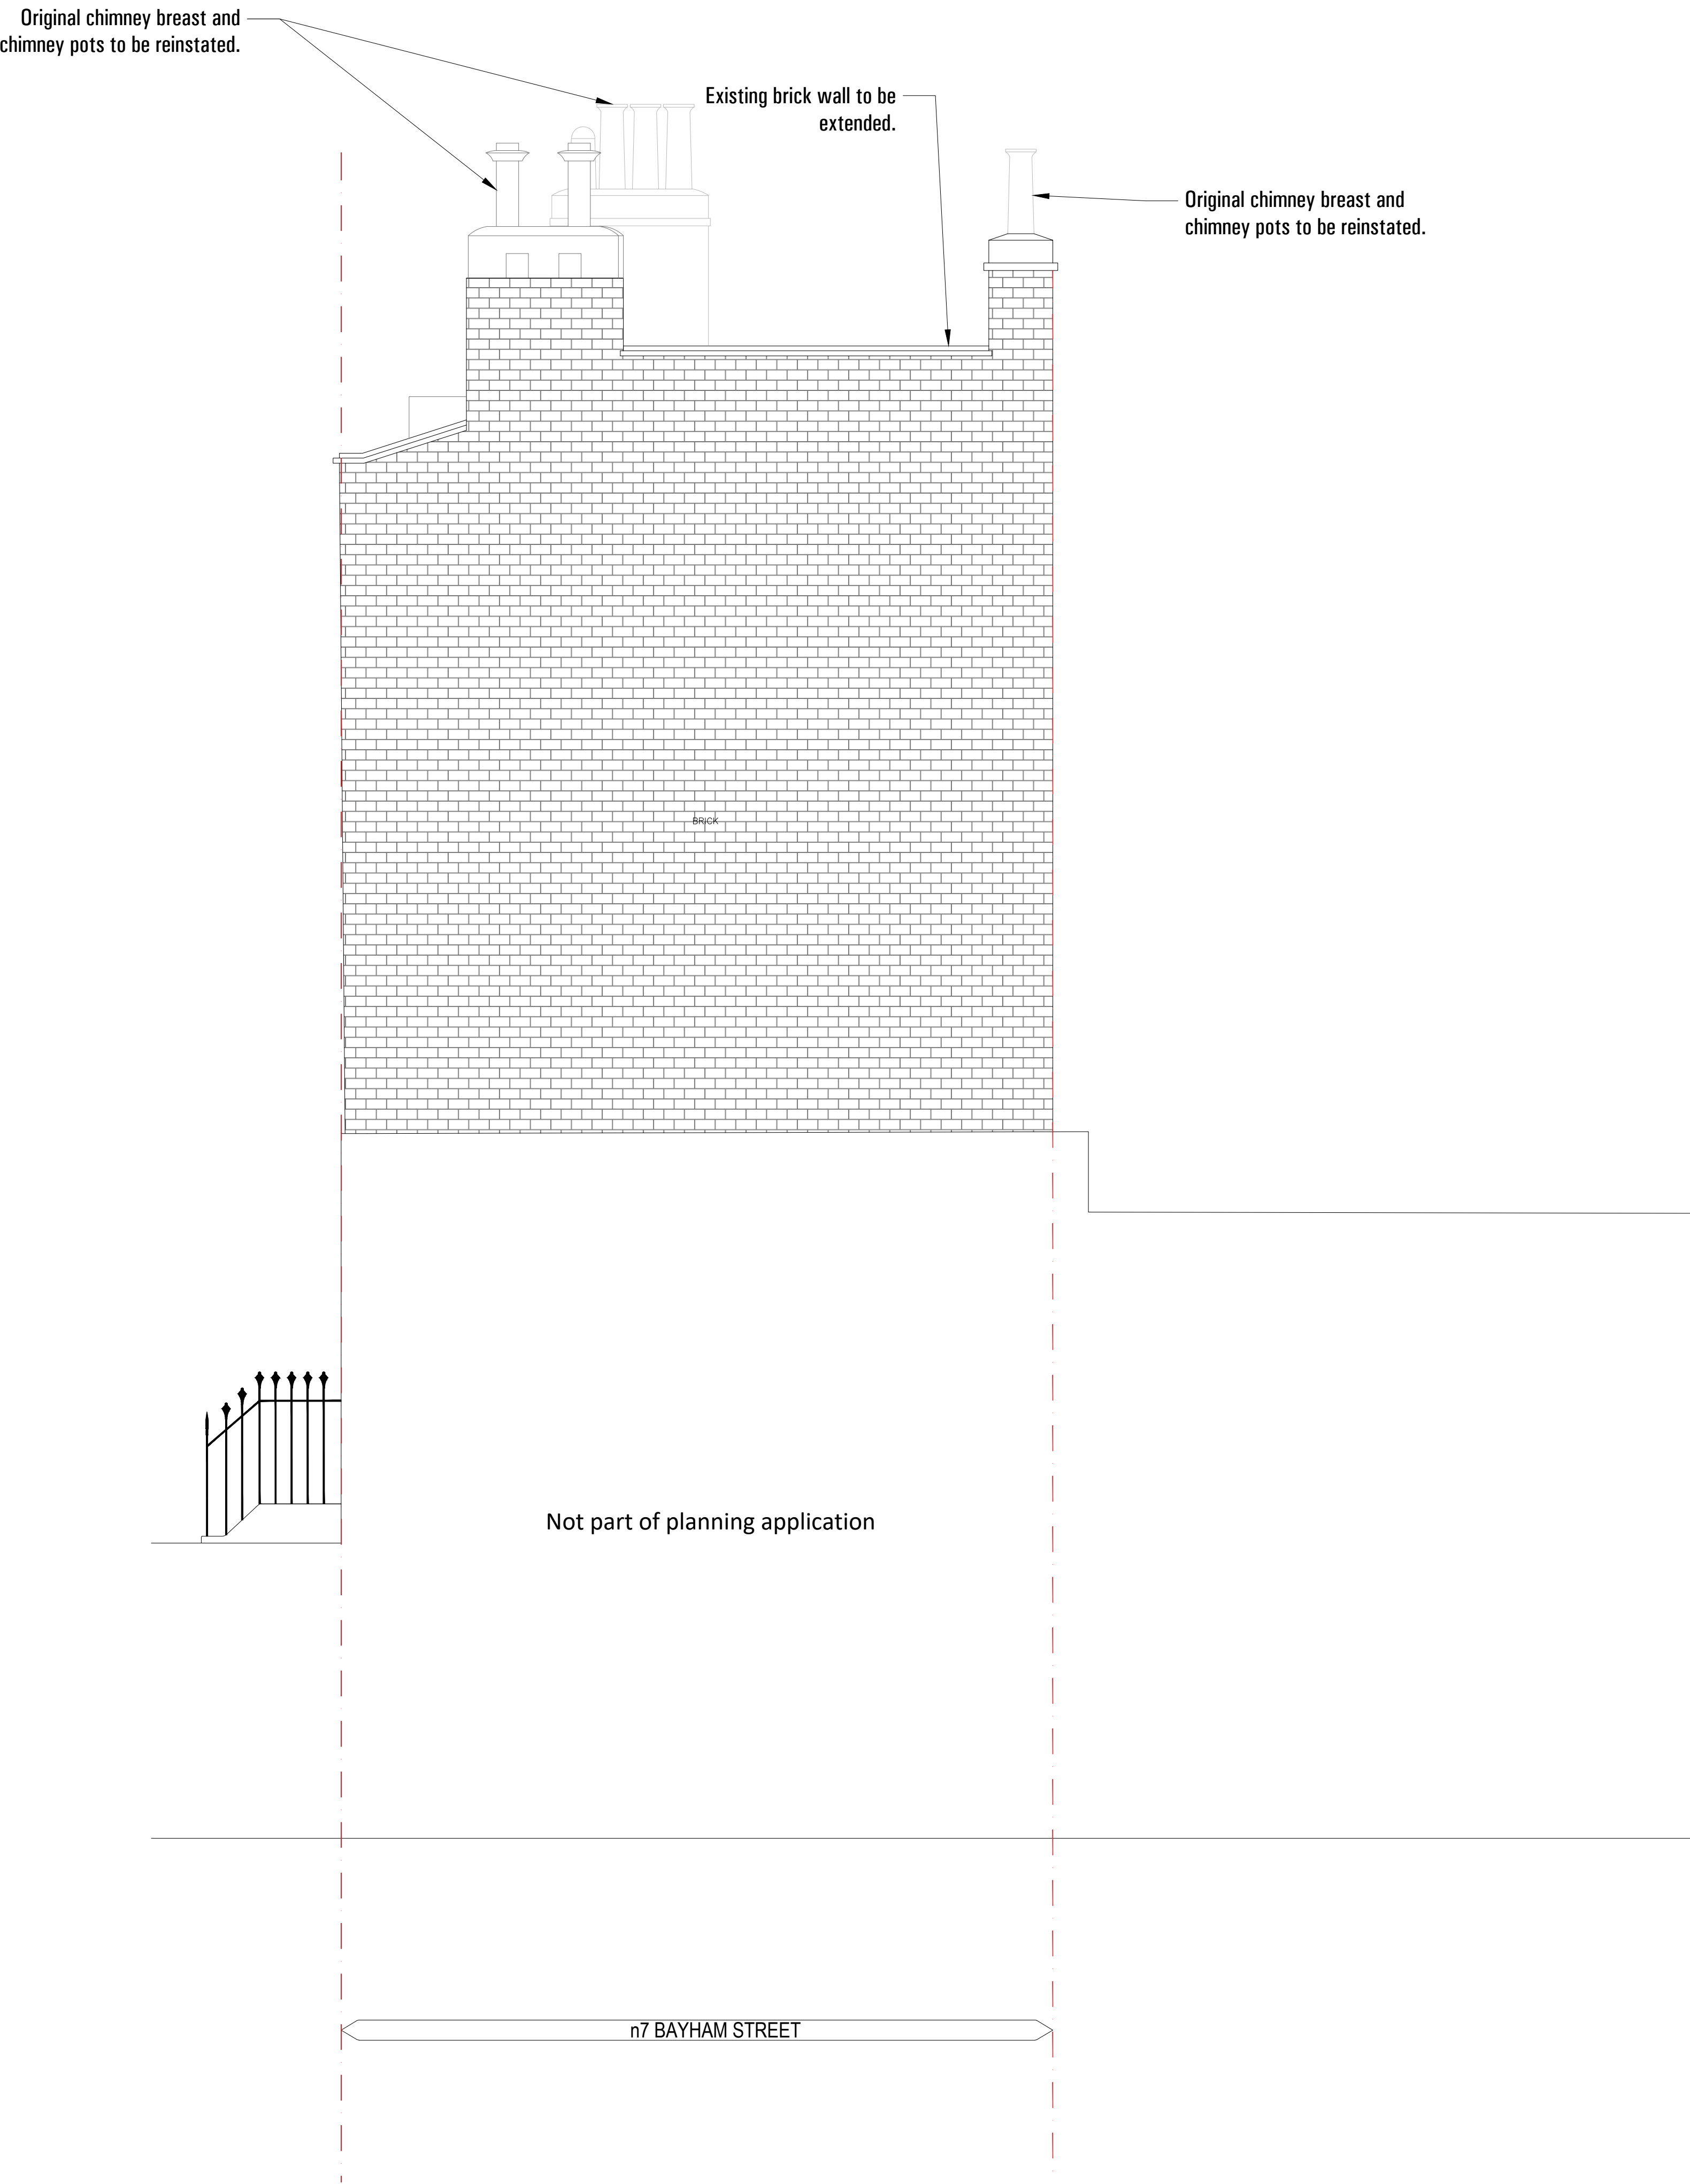 Original chimney breast and
chimney pots to be reinstated.
Existing brick wall to be
extended.
Original chimney breast and
chimney pots to be reinstated.
BRICK
Not part of planning application
n7 BAYHAM STREET